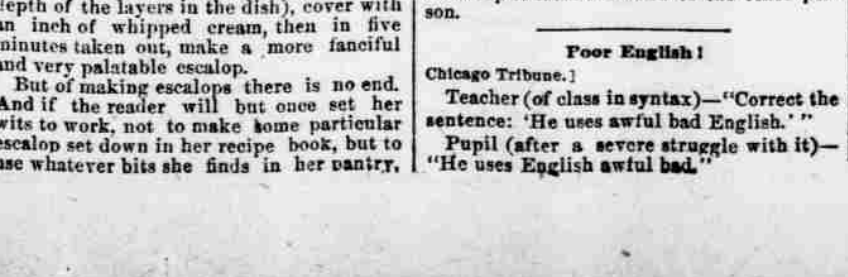 depth of the layers in the dish), cover with
an inch of whipped cream, then in five
minutes taken out, make a more fanciful
and very palatable escalop.
But of making escalops there is no end.
And if the reader will but once set her
wits to work, not to make some particular
escalop set down in her recipe book, but to
use whatever bits she finds in her pantry,
son.
Poor English!
Chicago Tribune.]
Teacher (of class in syntax)—"Correct the
sentence: 'He uses awful bad English.'"
Pupil (after a severe struggle with it)—
"He uses English awful bad."